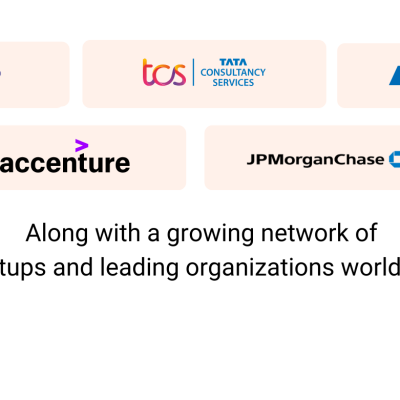 tcs TATA
CONSULTANCY
SERVICES
accenture
JPMorganChase
Along with a growing network of
tups and leading organizations world